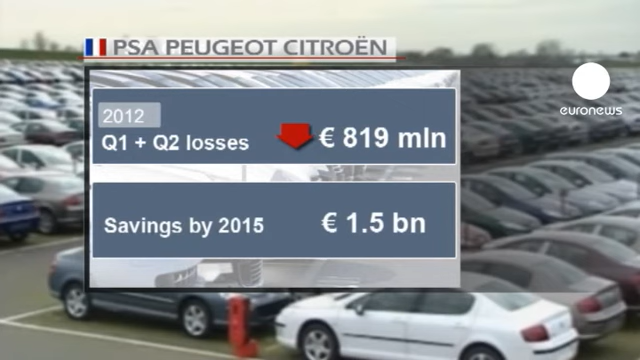 PSA PEUGEOT CITROËN
euronews
2012
Q1 + Q2 losses
€ 819 mln
Savings by 2015
€ 1.5 bn